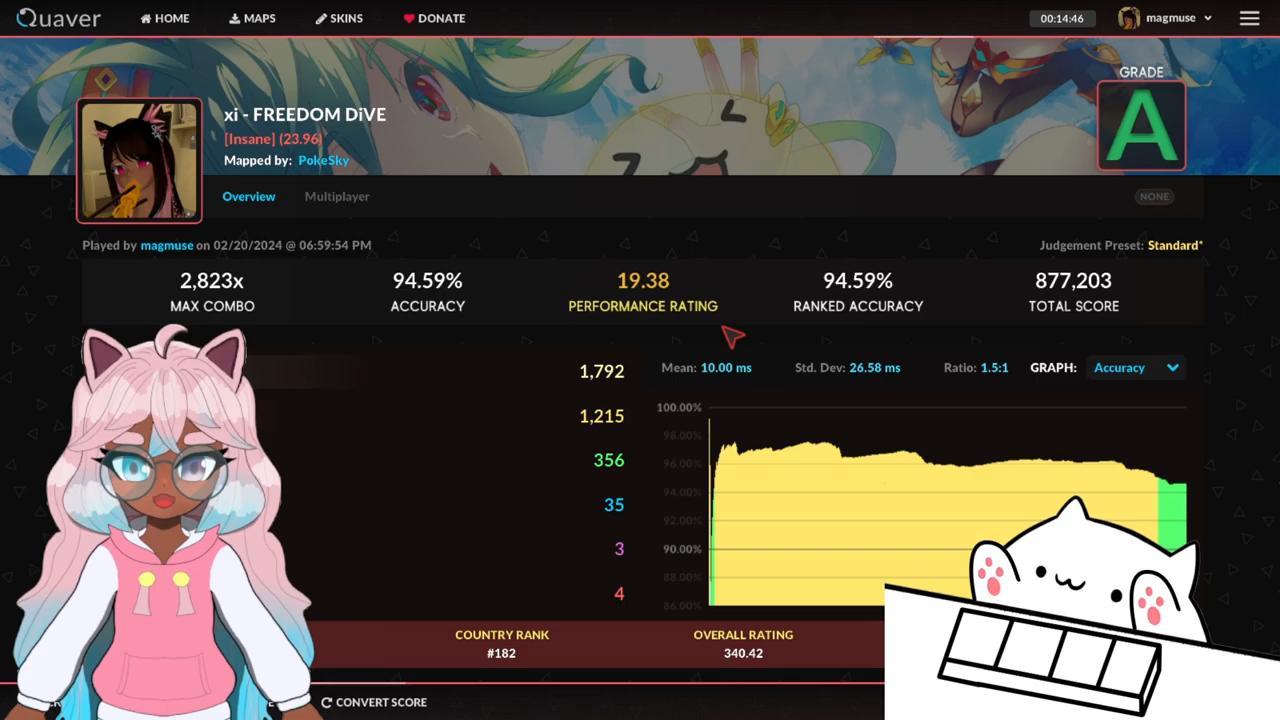 Quaver HOME MAPS SKINS DONATE 00:14:46 magmuse
GRADE
A
xi - FREEDOM DiVE
[Insane] (23.96)
Mapped by: PokeSky
Overview Multiplayer NONE
Played by magmuse on 02/20/2024 @ 06:59:54 PM Judgement Preset: Standard*
2,823x 94.59% 19.38 94.59% 877,203
MAX COMBO ACCURACY PERFORMANCE RATING RANKED ACCURACY TOTAL SCORE
1,792
1,215
356
35
3
4
Mean: 10.00 ms Std. Dev: 26.58 ms Ratio: 1.5:1 GRAPH: Accuracy
100.00%
98.00%
96.00%
94.00%
92.00%
90.00%
88.00%
86.00%
COUNTRY RANK OVERALL RATING
#182 340.42
CONVERT SCORE